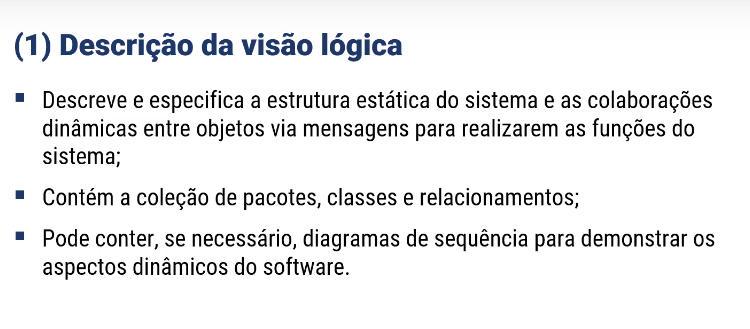 (1) Descrição da visão lógica
▪ Descreve e especifica a estrutura estática do sistema e as colaborações
dinâmicas entre objetos via mensagens para realizarem as funções do
sistema;
▪ Contém a coleção de pacotes, classes e relacionamentos;
▪ Pode conter, se necessário, diagramas de sequência para demonstrar os
aspectos dinâmicos do software.